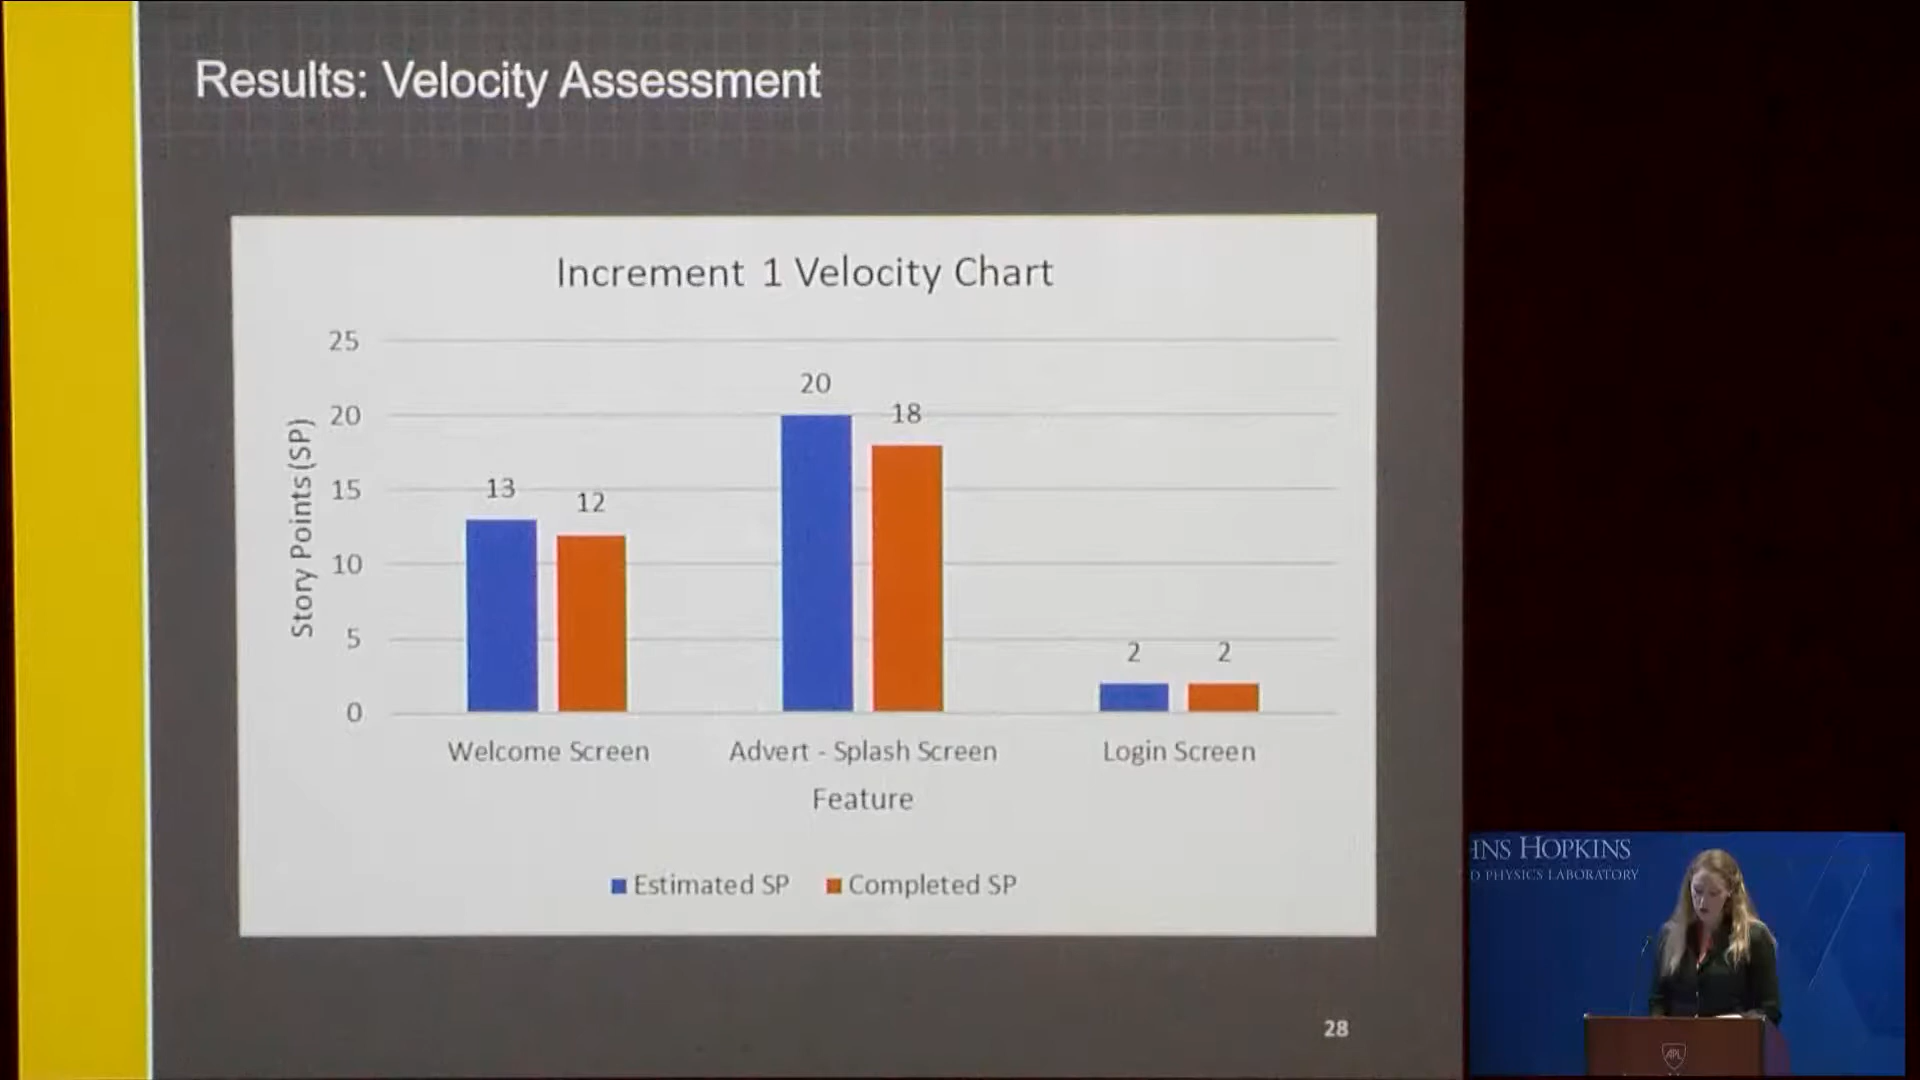 Results: Velocity Assessment
Increment 1 Velocity Chart
Story Points (SP)
25
20
15
10
5
0
13
12
20
18
2
2
Welcome Screen
Advert - Splash Screen
Login Screen
Feature
Estimated SP
Completed SP
28
HNS HOPKINS
D PHYSICS LABORATORY
APL